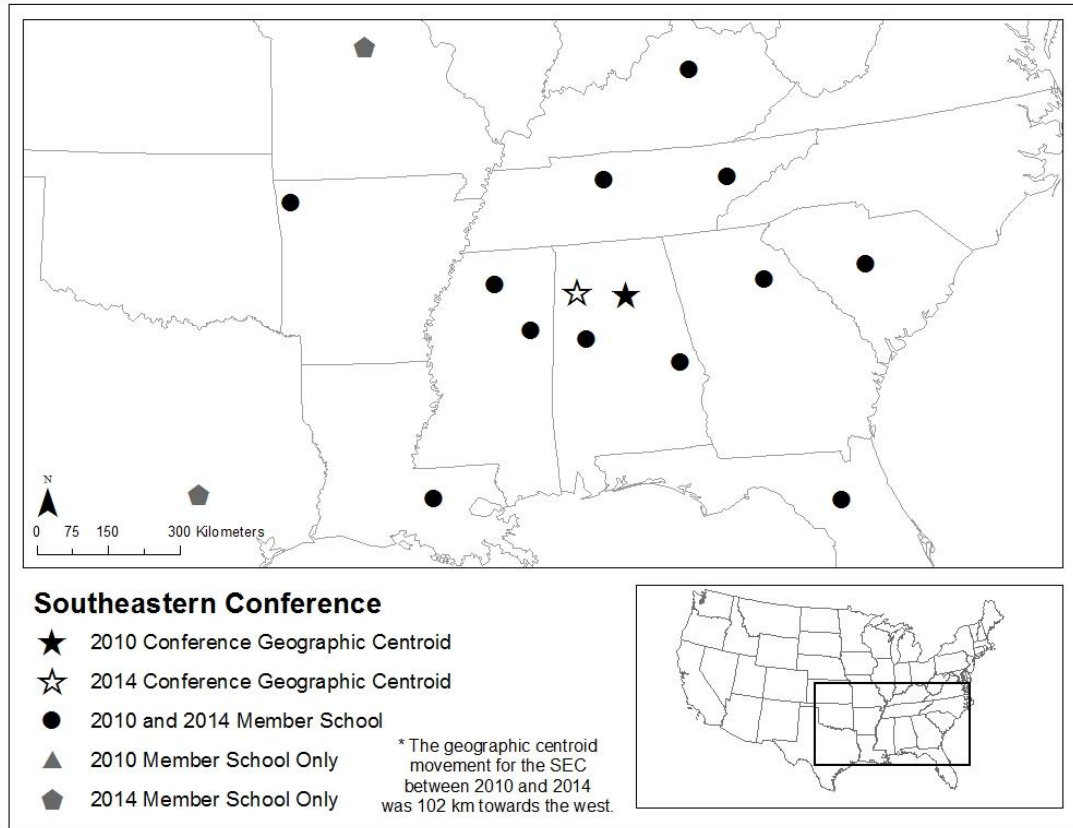 N
0 75 150 300 Kilometers
Southeastern Conference
2010 Conference Geographic Centroid
2014 Conference Geographic Centroid
2010 and 2014 Member School
2010 Member School Only
2014 Member School Only
* The geographic centroid
movement for the SEC
between 2010 and 2014
was 102 km towards the west.